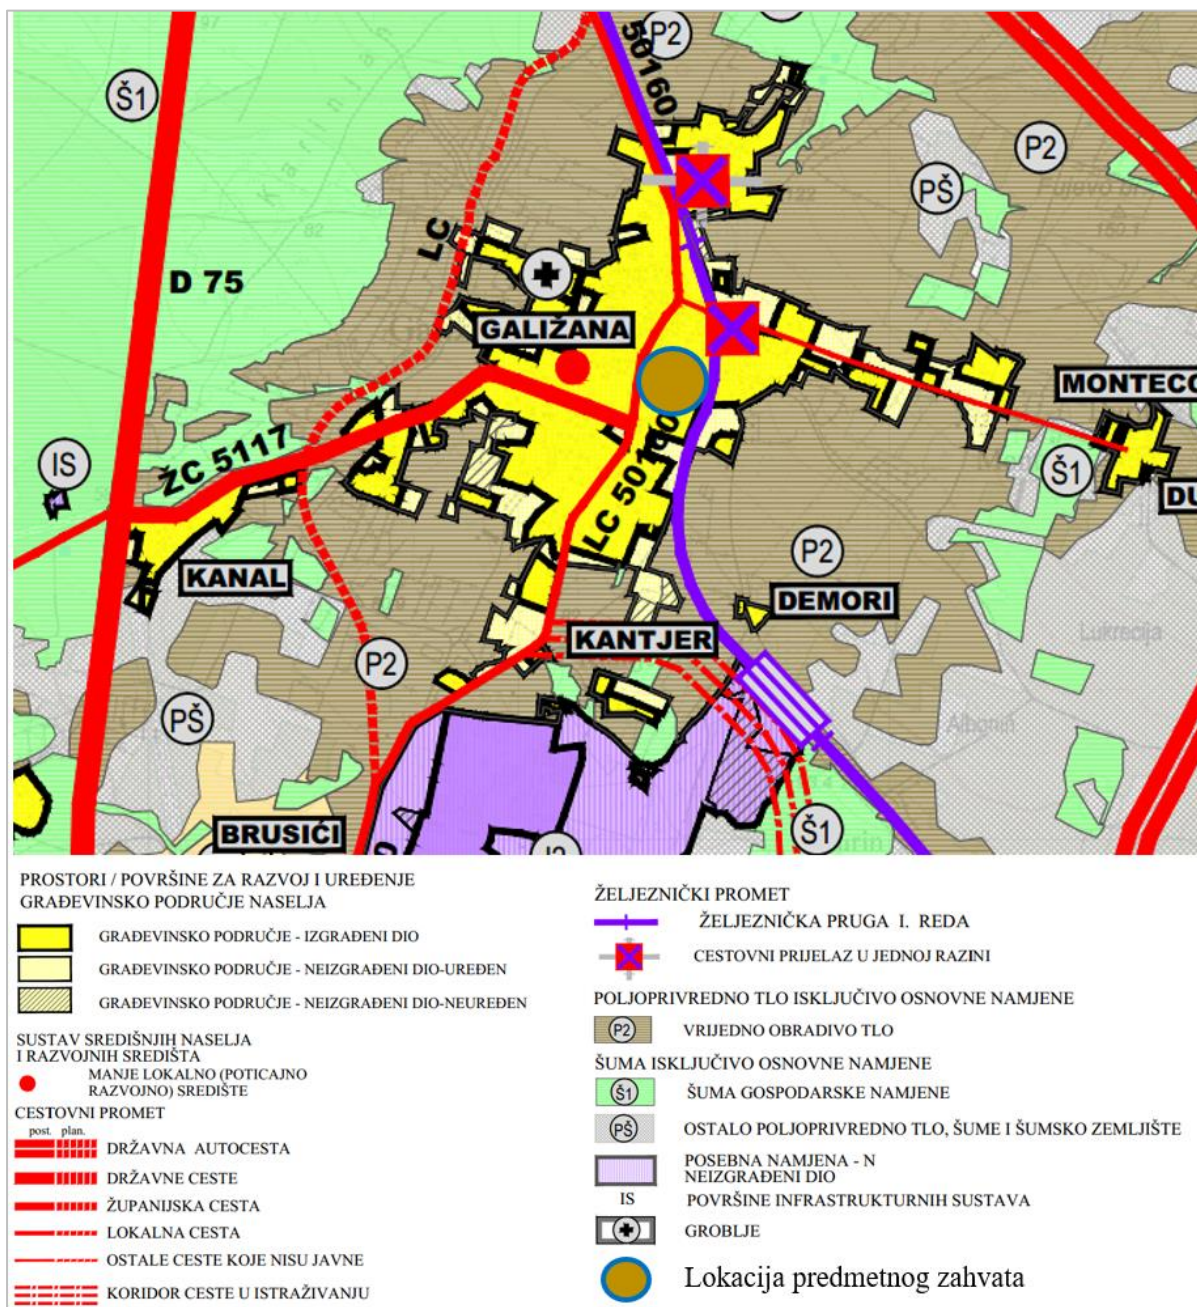 P2
50160
Š1
P2
PŠ
LC
D 75
GALIŽANA
MONTECO
IS
ŽC 5117
LC 50160
Š1
DU
KANAL
P2
DEMORI
KANTJER
Lukrecija
P2
PŠ
BRUSIĆI
Š1
PROSTORI / POVRŠINE ZA RAZVOJ I UREĐENJE
GRAĐEVINSKO PODRUČJE NASELJA
GRAĐEVINSKO PODRUČJE - IZGRAĐENI DIO
GRAĐEVINSKO PODRUČJE - NEIZGRAĐENI DIO-UREĐEN
GRAĐEVINSKO PODRUČJE - NEIZGRAĐENI DIO-NEUREĐEN
SUSTAV SREDIŠNJIH NASELJA
I RAZVOJNIH SREDIŠTA
MANJE LOKALNO (POTICAJNO
RAZVOJNO) SREDIŠTE
CESTOVNI PROMET
post. plan.
DRŽAVNA AUTOCESTA
DRŽAVNE CESTE
ŽUPANIJSKA CESTA
LOKALNA CESTA
OSTALE CESTE KOJE NISU JAVNE
KORIDOR CESTE U ISTRAŽIVANJU
ŽELJEZNIČKI PROMET
ŽELJEZNIČKA PRUGA I. REDA
CESTOVNI PRIJELAZ U JEDNOJ RAZINI
POLJOPRIVREDNO TLO ISKLJUČIVO OSNOVNE NAMJENE
P2 VRIJEDNO OBRADIVO TLO
ŠUMA ISKLJUČIVO OSNOVNE NAMJENE
Š1 ŠUMA GOSPODARSKE NAMJENE
PŠ OSTALO POLJOPRIVREDNO TLO, ŠUME I ŠUMSKO ZEMLJIŠTE
POSEBNA NAMJENA - N
NEIZGRAĐENI DIO
IS POVRŠINE INFRASTRUKTURNIH SUSTAVA
GROBLJE
Lokacija predmetnog zahvata